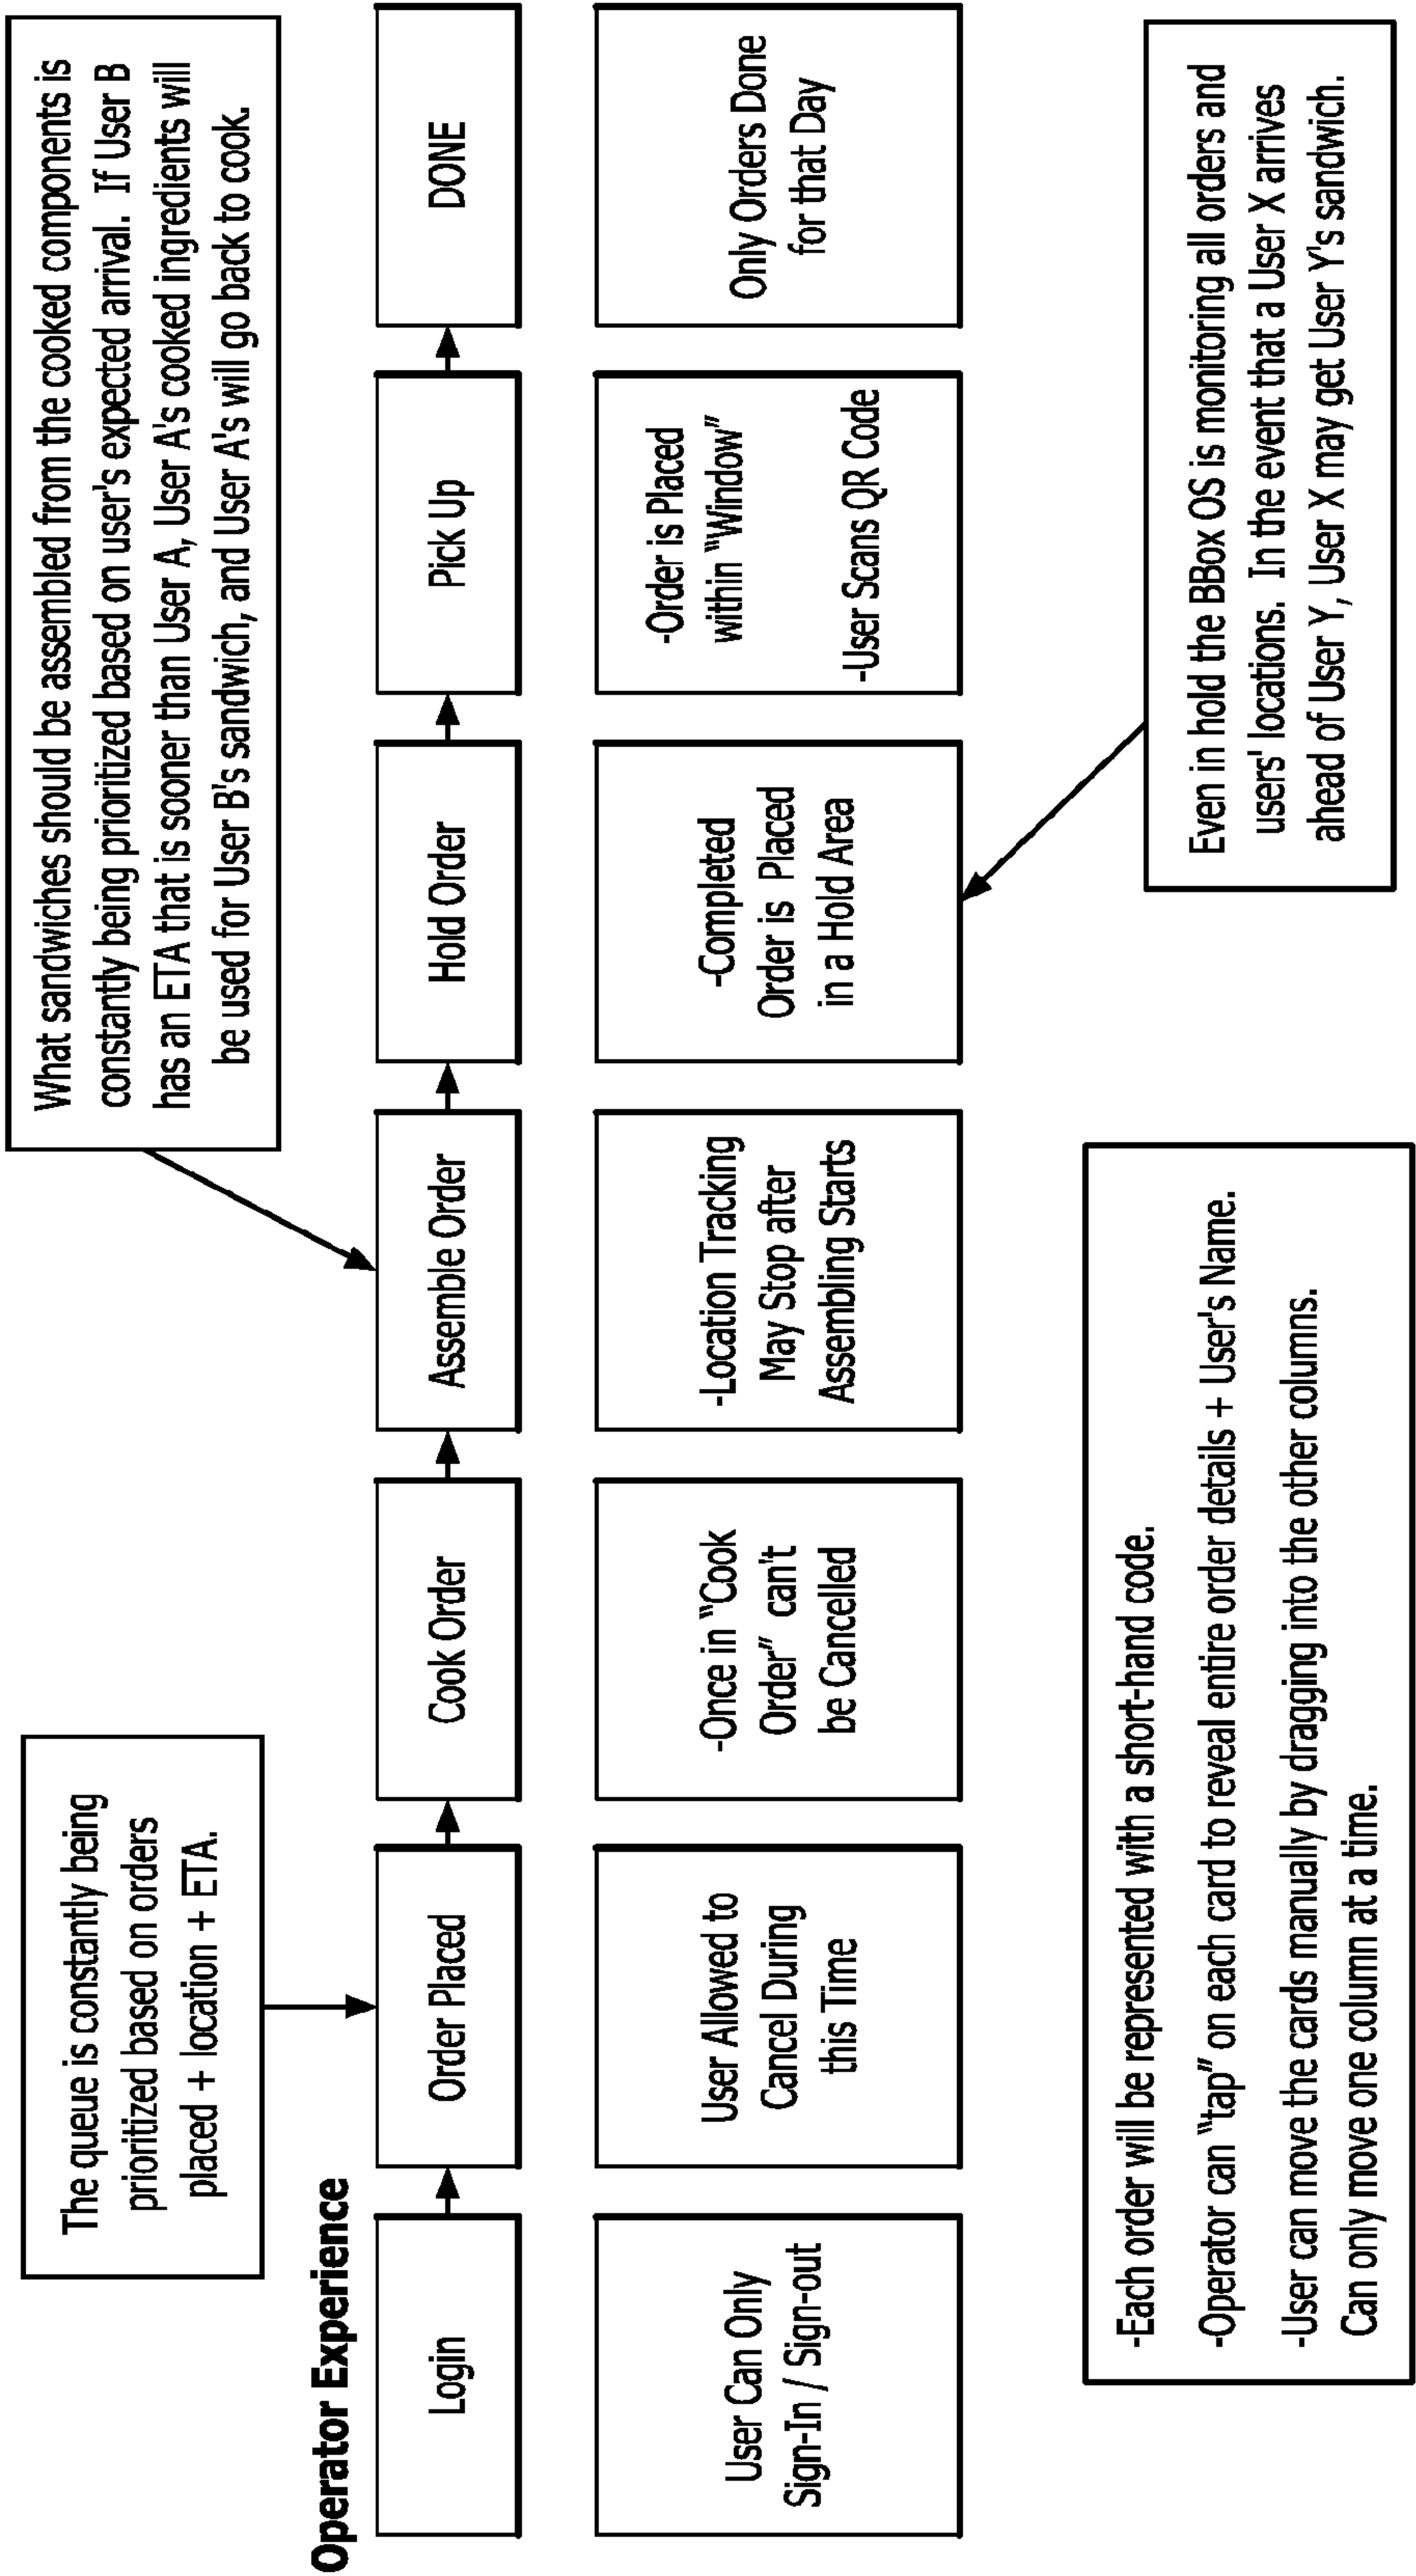 The queue is constantly being
prioritized based on orders
placed + location + ETA.
What sandwiches should be assembled from the cooked components is
constantly being prioritized based on user's expected arrival.  If User B
has an ETA that is sooner than User A, User A's cooked ingredients will
be used for User B's sandwich, and User A's will go back to cook.
Operator Experience
Login
Order Placed
Cook Order
Assemble Order
Hold Order
Pick Up
DONE
User Can Only
Sign-In / Sign-out
User Allowed to
Cancel During
this Time
-Once in “Cook
Order”  can't
be Cancelled
-Location Tracking
May Stop after
Assembling Starts
-Completed
Order is  Placed
in a Hold Area
-Order is Placed
within “Window”
-User Scans QR Code
Only Orders Done
for that Day
-Each order will be represented with a short-hand code.
-Operator can “tap” on each card to reveal entire order details + User's Name.
-User can move the cards manually by dragging into the other columns.
Can only move one column at a time.
Even in hold the BBox OS is monitoring all orders and
users' locations.  In the event that a User X arrives
ahead of User Y, User X may get User Y's sandwich.